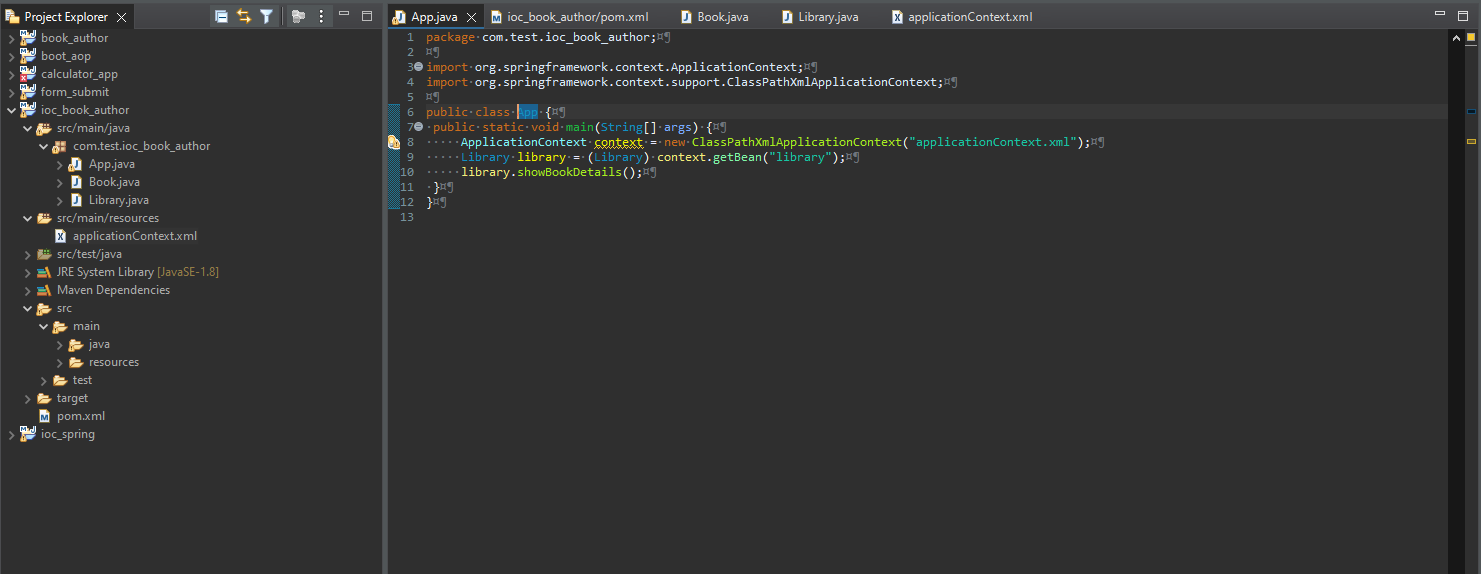 Project Explorer
book_author
boot_aop
calculator_app
form_submit
ioc_book_author
src/main/java
com.test.ioc_book_author
App.java
Book.java
Library.java
src/main/resources
applicationContext.xml
src/test/java
JRE System Library [JavaSE-1.8]
Maven Dependencies
src
main
java
resources
test
target
pom.xml
ioc_spring
App.java ioc_book_author/pom.xml Book.java Library.java applicationContext.xml
1 package·com.test.ioc_book_author;¤¶
2 ¤¶
3 import·org.springframework.context.ApplicationContext;¤¶
4 import·org.springframework.context.support.ClassPathXmlApplicationContext;¤¶
5 ¤¶
6 public·class·App·{¤¶
7 ·public·static·void·main(String[]·args)·{¤¶
8 ·····ApplicationContext·context·=·new·ClassPathXmlApplicationContext("applicationContext.xml");¤¶
9 ·····Library·library·=·(Library)·context.getBean("library");¤¶
10 ·····library.showBookDetails();¤¶
11 ·}¤¶
12 }¤¶
13